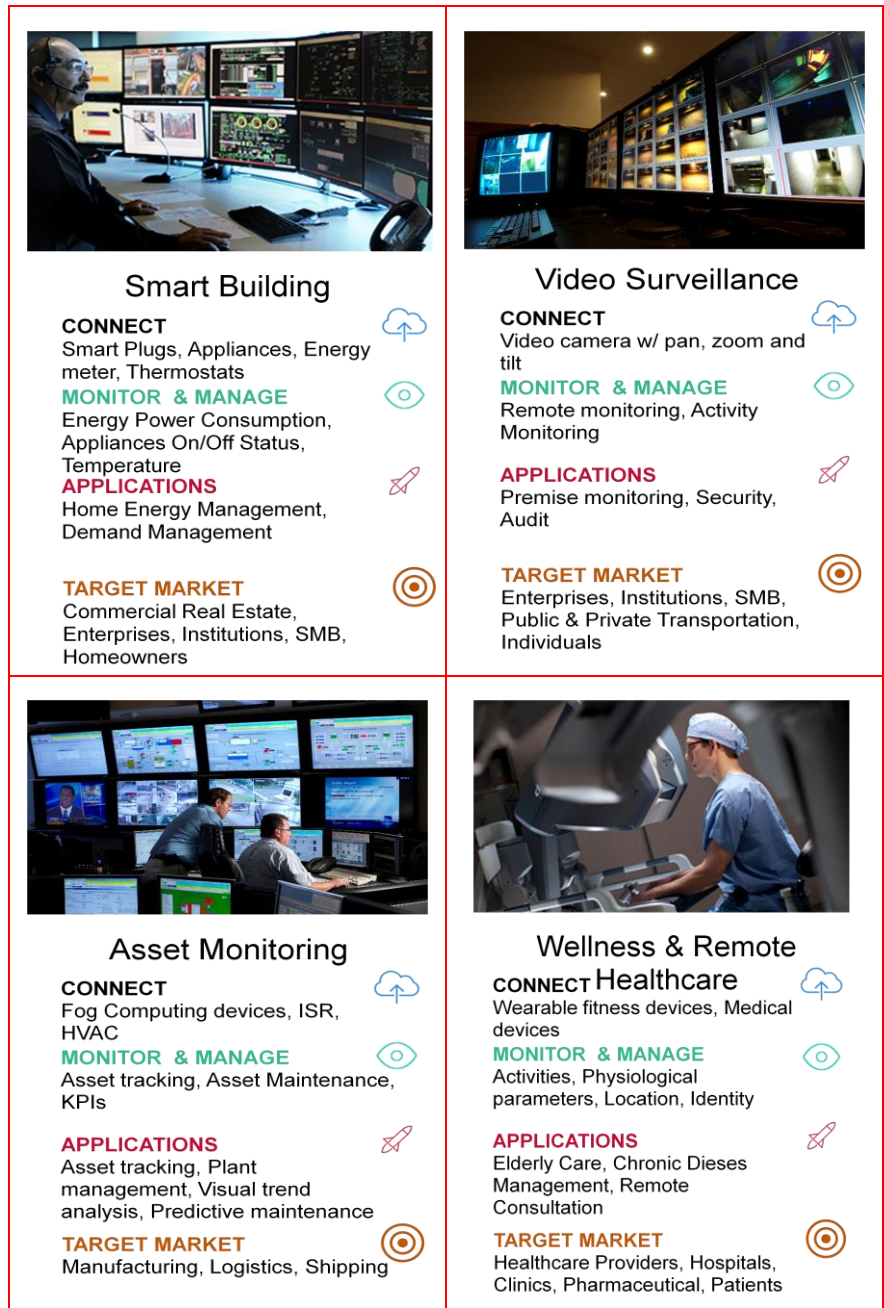 Smart Building
CONNECT
Smart Plugs, Appliances, Energy
meter, Thermostats
MONITOR & MANAGE
Energy Power Consumption,
Appliances On/Off Status,
Temperature
APPLICATIONS
Home Energy Management,
Demand Management
TARGET MARKET
Commercial Real Estate,
Enterprises, Institutions, SMB,
Homeowners
Video Surveillance
CONNECT
Video camera w/ pan, zoom and
tilt
MONITOR & MANAGE
Remote monitoring, Activity
Monitoring
APPLICATIONS
Premise monitoring, Security,
Audit
TARGET MARKET
Enterprises, Institutions, SMB,
Public & Private Transportation,
Individuals
Asset Monitoring
CONNECT
Fog Computing devices, ISR,
HVAC
MONITOR & MANAGE
Asset tracking, Asset Maintenance,
KPIs
APPLICATIONS
Asset tracking, Plant
management, Visual trend
analysis, Predictive maintenance
TARGET MARKET
Manufacturing, Logistics, Shipping
Wellness & Remote
Healthcare
CONNECT
Wearable fitness devices, Medical
devices
MONITOR & MANAGE
Activities, Physiological
parameters, Location, Identity
APPLICATIONS
Elderly Care, Chronic Dieses
Management, Remote
Consultation
TARGET MARKET
Healthcare Providers, Hospitals,
Clinics, Pharmaceutical, Patients